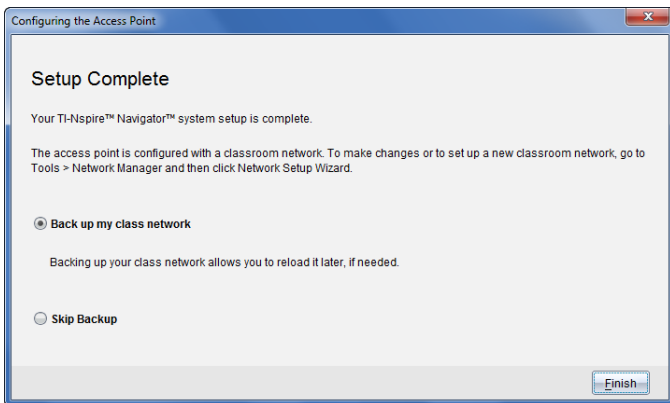 Configuring the Access Point
Setup Complete
Your TI-Nspire™ Navigator™ system setup is complete.
The access point is configured with a classroom network. To make changes or to set up a new classroom network, go to
Tools > Network Manager and then click Network Setup Wizard.
Back up my class network
Backing up your class network allows you to reload it later, if needed.
Skip Backup
Finish